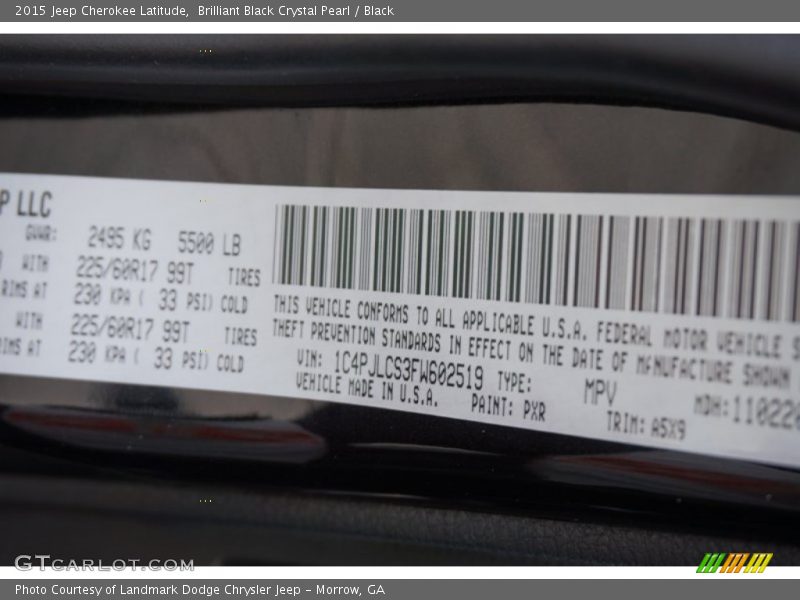 2015 Jeep Cherokee Latitude, Brilliant Black Crystal Pearl / Black
P LLC
GVWR: 2495 KG 5500 LB
WITH 225/60R17 99T TIRES
RIMS AT 230 KPA ( 33 PSI) COLD
WITH 225/60R17 99T TIRES
RIMS AT 230 KPA ( 33 PSI) COLD
THIS VEHICLE CONFORMS TO ALL APPLICABLE U.S.A. FEDERAL MOTOR VEHICLE S
THEFT PREVENTION STANDARDS IN EFFECT ON THE DATE OF MANUFACTURE SHOWN
VIN: 1C4PJLCS3FW602519 TYPE: MPV MDH:110220
VEHICLE MADE IN U.S.A. PAINT: PXR TRIM: A5X9
GTCARLOT.COM
Photo Courtesy of Landmark Dodge Chrysler Jeep – Morrow, GA